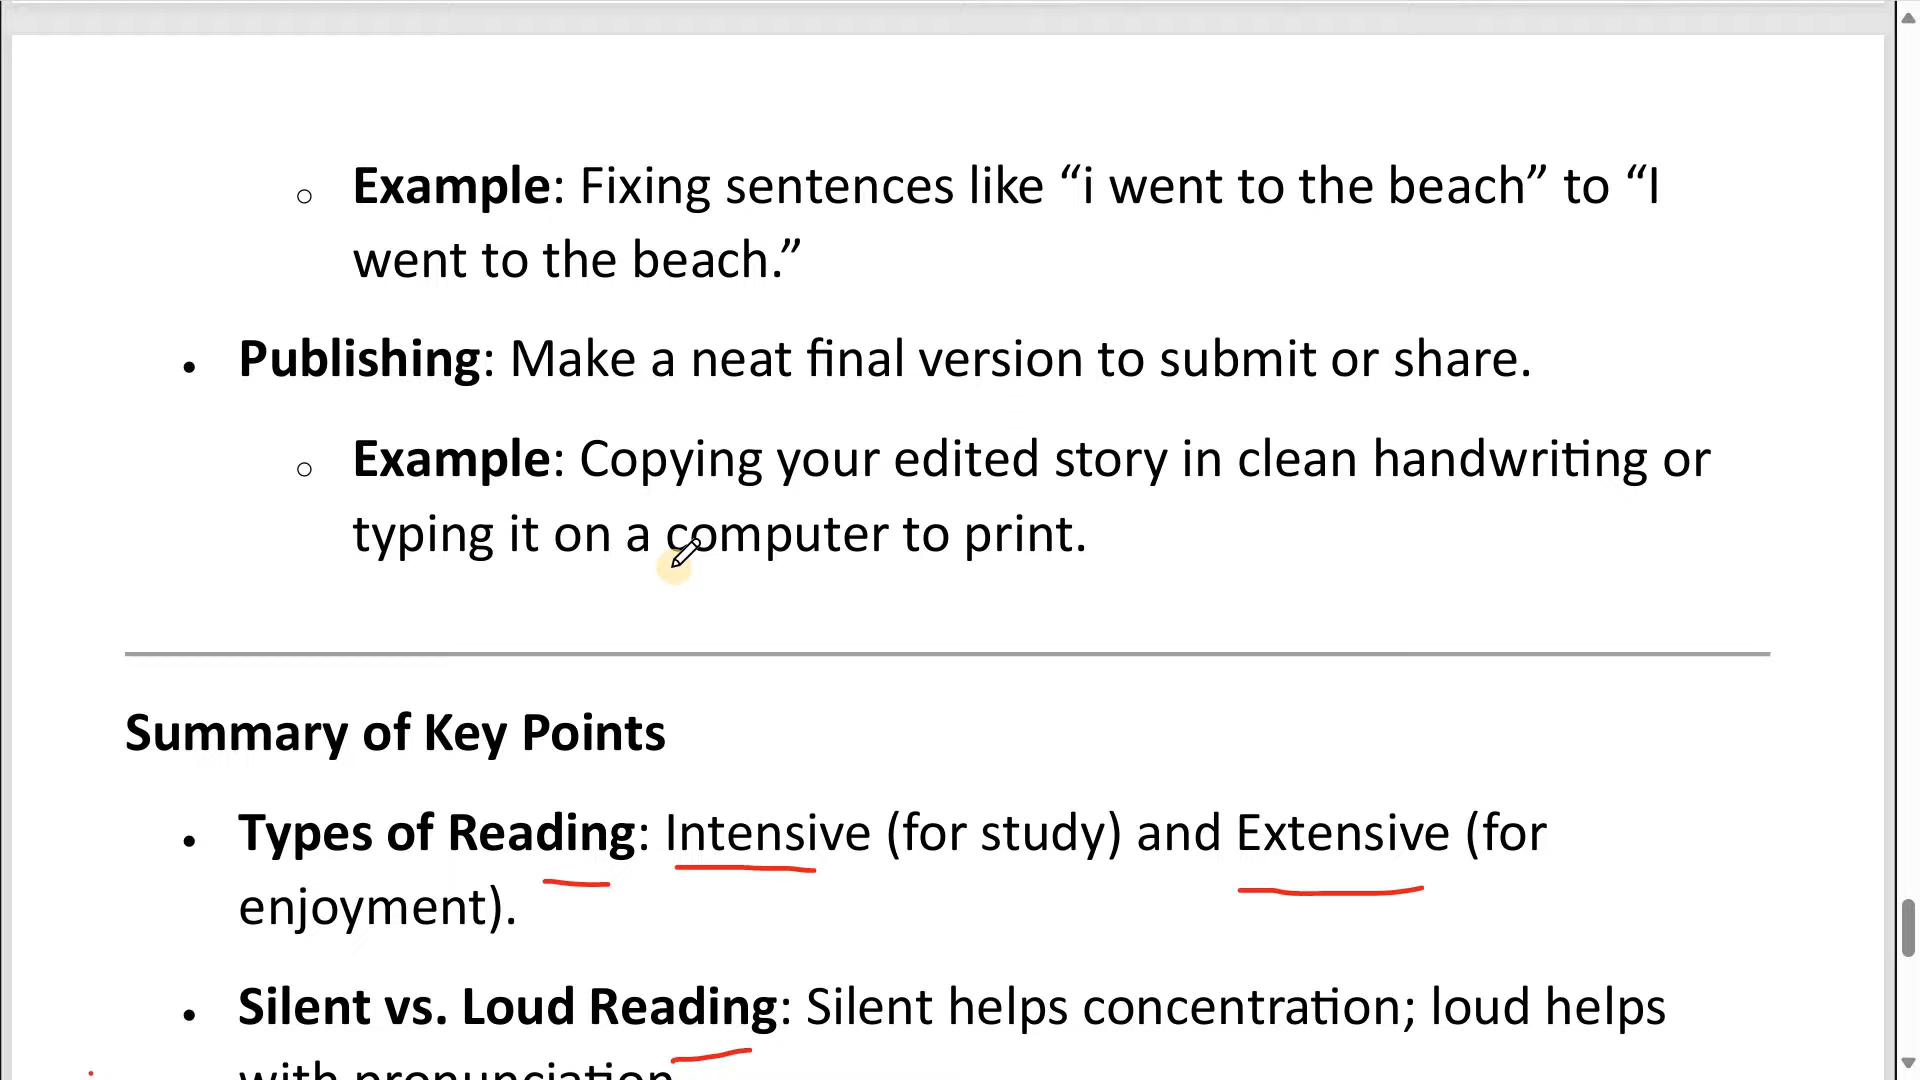 ○ Example: Fixing sentences like “i went to the beach” to “I
went to the beach.”
• Publishing: Make a neat final version to submit or share.
○ Example: Copying your edited story in clean handwriting or
typing it on a computer to print.
Summary of Key Points
• Types of Reading: Intensive (for study) and Extensive (for
enjoyment).
• Silent vs. Loud Reading: Silent helps concentration; loud helps
with pronunciation